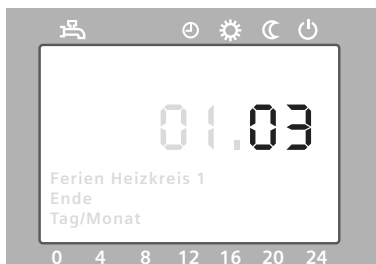 01.03
Ferien Heizkreis 1
Ende
Tag/Monat
0 4 8 12 16 20 24